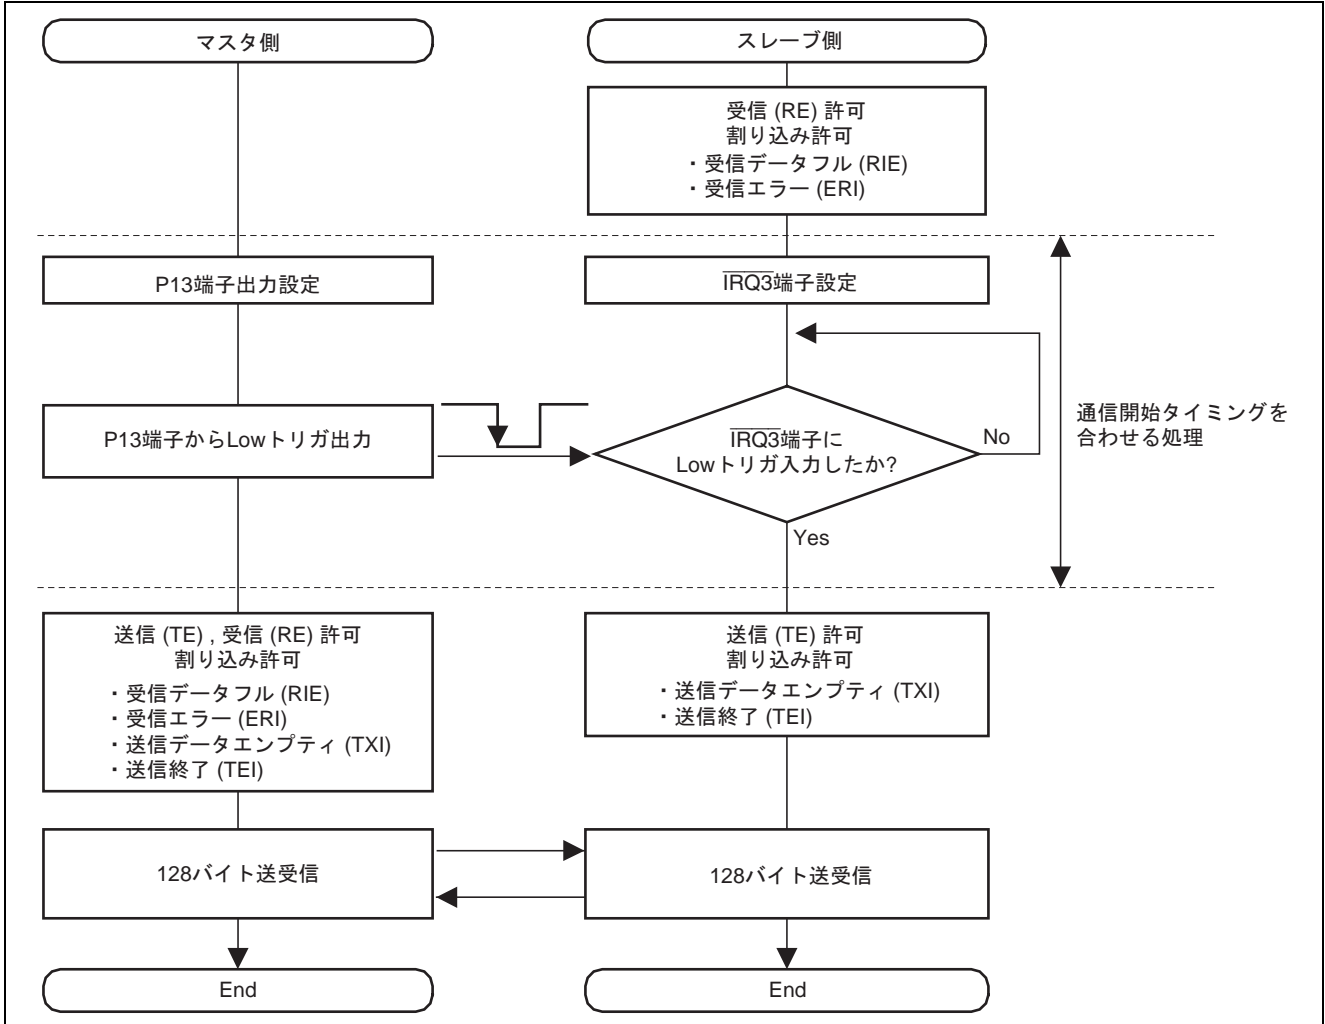 マスタ側
スレーブ側
受信 (RE) 許可
割り込み許可
・受信データフル (RIE)
・受信エラー (ERI)
P13端子出力設定
IRQ3端子設定
P13端子からLowトリガ出力
IRQ3端子に
Lowトリガ入力したか?
No
Yes
通信開始タイミングを
合わせる処理
送信 (TE) , 受信 (RE) 許可
割り込み許可
・受信データフル (RIE)
・受信エラー (ERI)
・送信データエンプティ (TXI)
・送信終了 (TEI)
送信 (TE) 許可
割り込み許可
・送信データエンプティ (TXI)
・送信終了 (TEI)
128バイト送受信
128バイト送受信
End
End